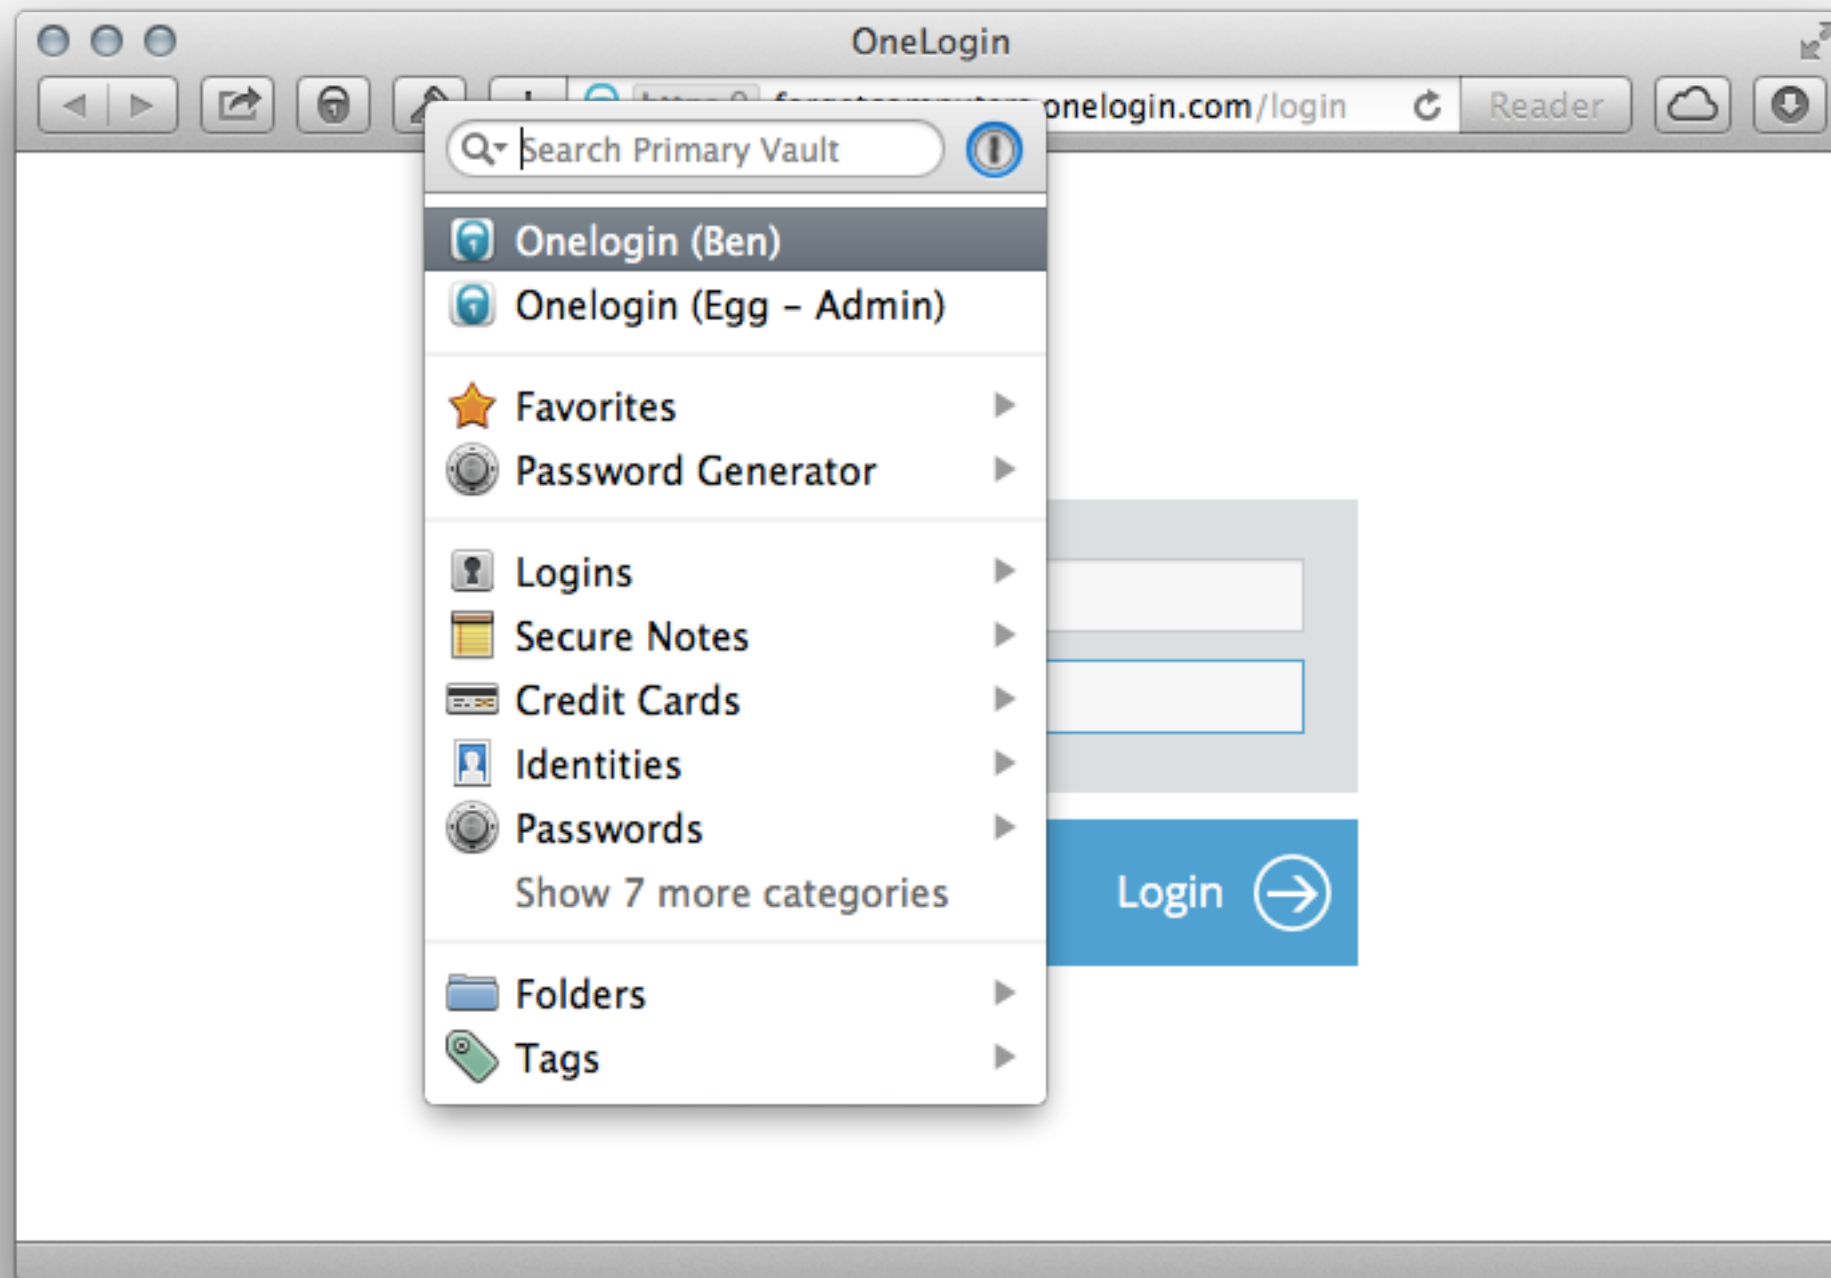 OneLogin
onelogin.com/login
Reader
Search Primary Vault
Onelogin (Ben)
Onelogin (Egg – Admin)
Favorites
Password Generator
Logins
Secure Notes
Credit Cards
Identities
Passwords
Show 7 more categories
Login
Folders
Tags